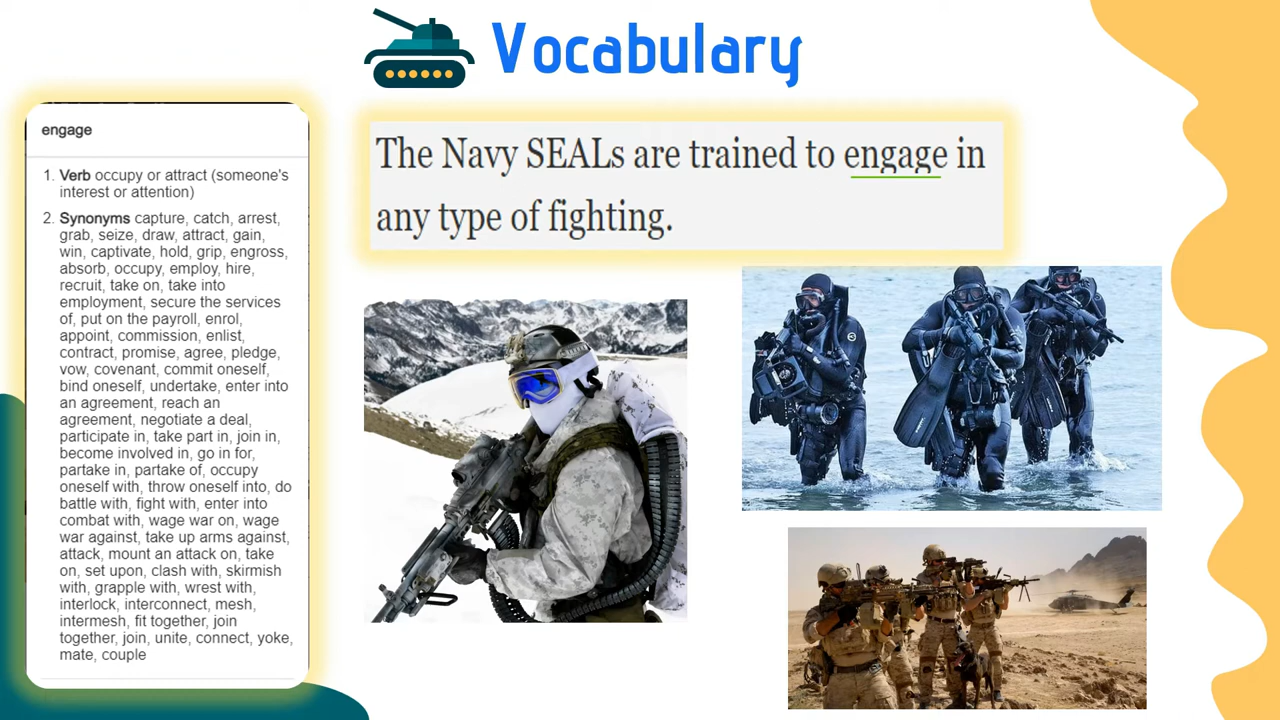 Vocabulary
engage
1. Verb occupy or attract (someone's
interest or attention)
2. Synonyms capture, catch, arrest,
grab, seize, draw, attract, gain,
win, captivate, hold, grip, engross,
absorb, occupy, employ, hire,
recruit, take on, take into
employment, secure the services
of, put on the payroll, enrol,
appoint, commission, enlist,
contract, promise, agree, pledge,
vow, covenant, commit oneself,
bind oneself, undertake, enter into
an agreement, reach an
agreement, negotiate a deal,
participate in, take part in, join in,
become involved in, go in for,
partake in, partake of, occupy
oneself with, throw oneself into, do
battle with, fight with, enter into
combat with, wage war on, wage
war against, take up arms against,
attack, mount an attack on, take
on, set upon, clash with, skirmish
with, grapple with, wrest with,
interlock, interconnect, mesh,
intermesh, fit together, join
together, join, unite, connect, yoke,
mate, couple
The Navy SEALs are trained to engage in
any type of fighting.